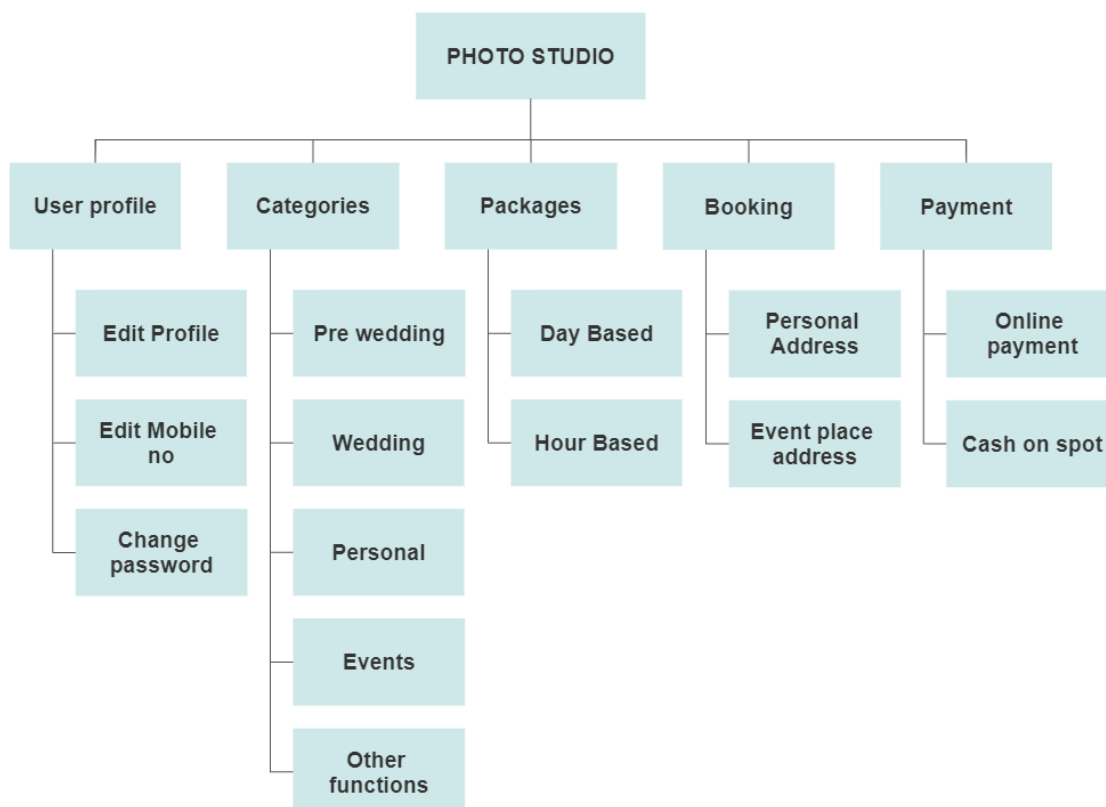 PHOTO STUDIO
User profile
Categories
Packages
Booking
Payment
Edit Profile
Pre wedding
Day Based
Personal
Address
Online
payment
Edit Mobile
no
Wedding
Hour Based
Event place
address
Cash on spot
Change
password
Personal
Events
Other
functions